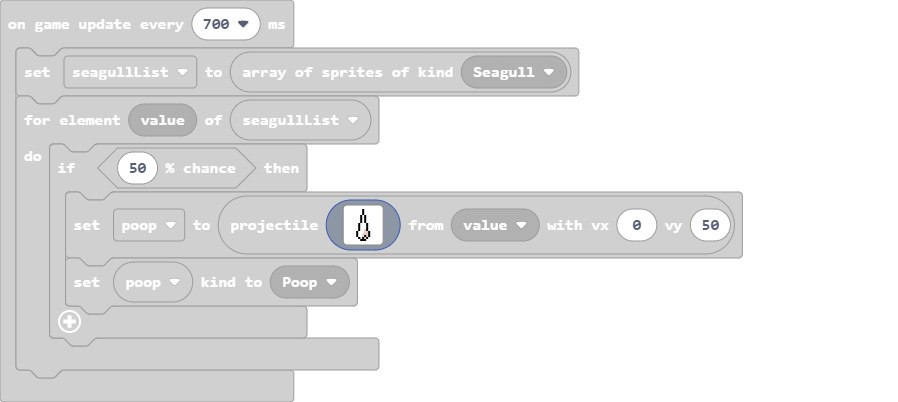 on game update every 700 ms
set seagullList to array of sprites of kind Seagull
for element value of seagullList
do
if 50 % chance then
set poop to projectile from value with vx 0 vy 50
set poop kind to Poop